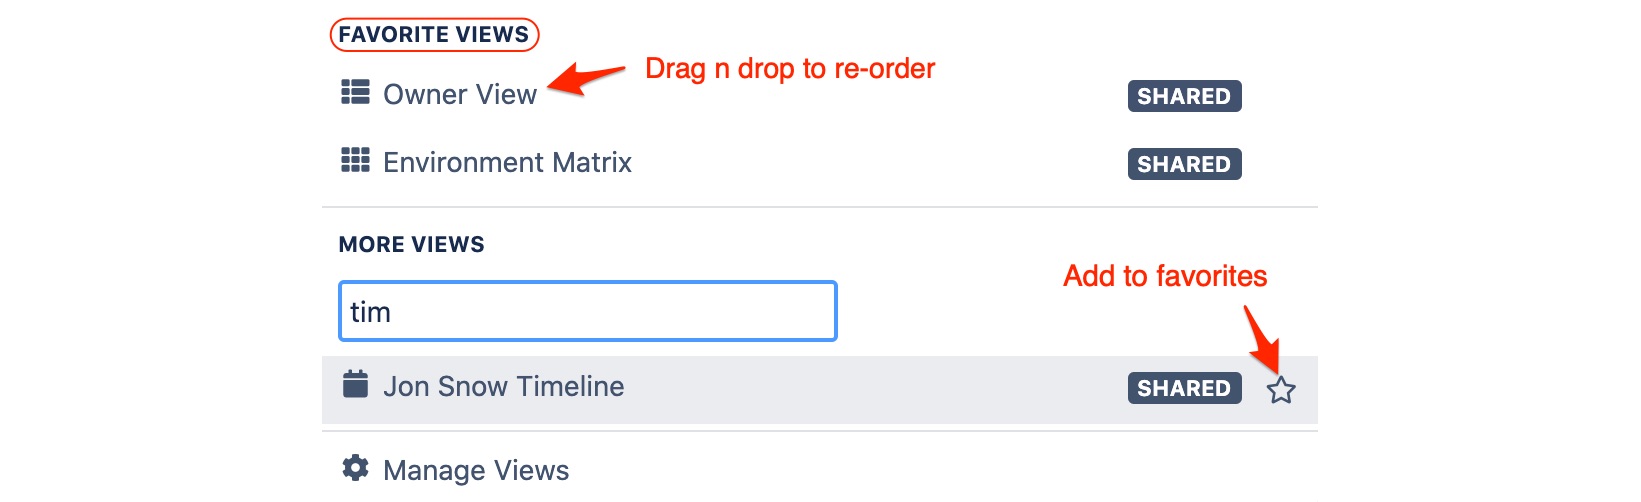 FAVORITE VIEWS
Drag n drop to re-order
Owner View SHARED
Environment Matrix SHARED
MORE VIEWS
Add to favorites
tim
Jon Snow Timeline SHARED
Manage Views